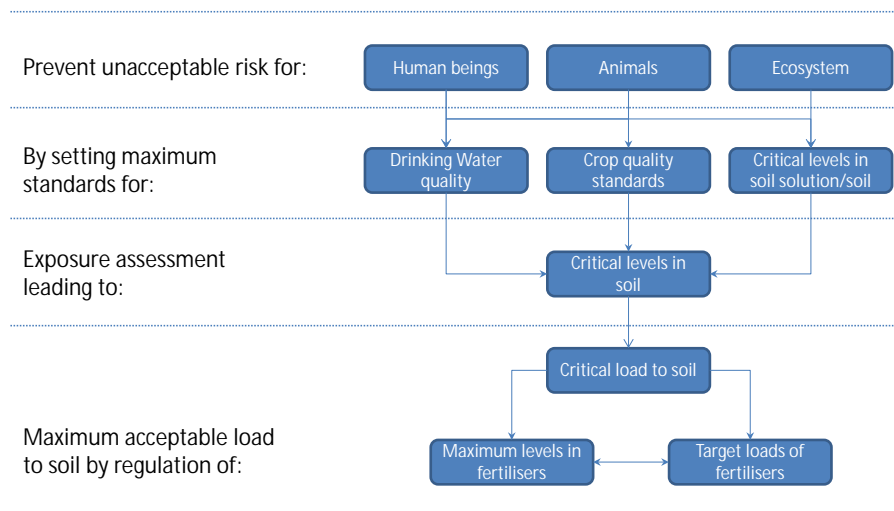 Prevent unacceptable risk for:
Human beings
Animals
Ecosystem
By setting maximum
standards for:
Drinking Water
quality
Crop quality
standards
Critical levels in
soil solution/soil
Exposure assessment
leading to:
Critical levels in
soil
Critical load to soil
Maximum acceptable load
to soil by regulation of:
Maximum levels in
fertilisers
Target loads of
fertilisers